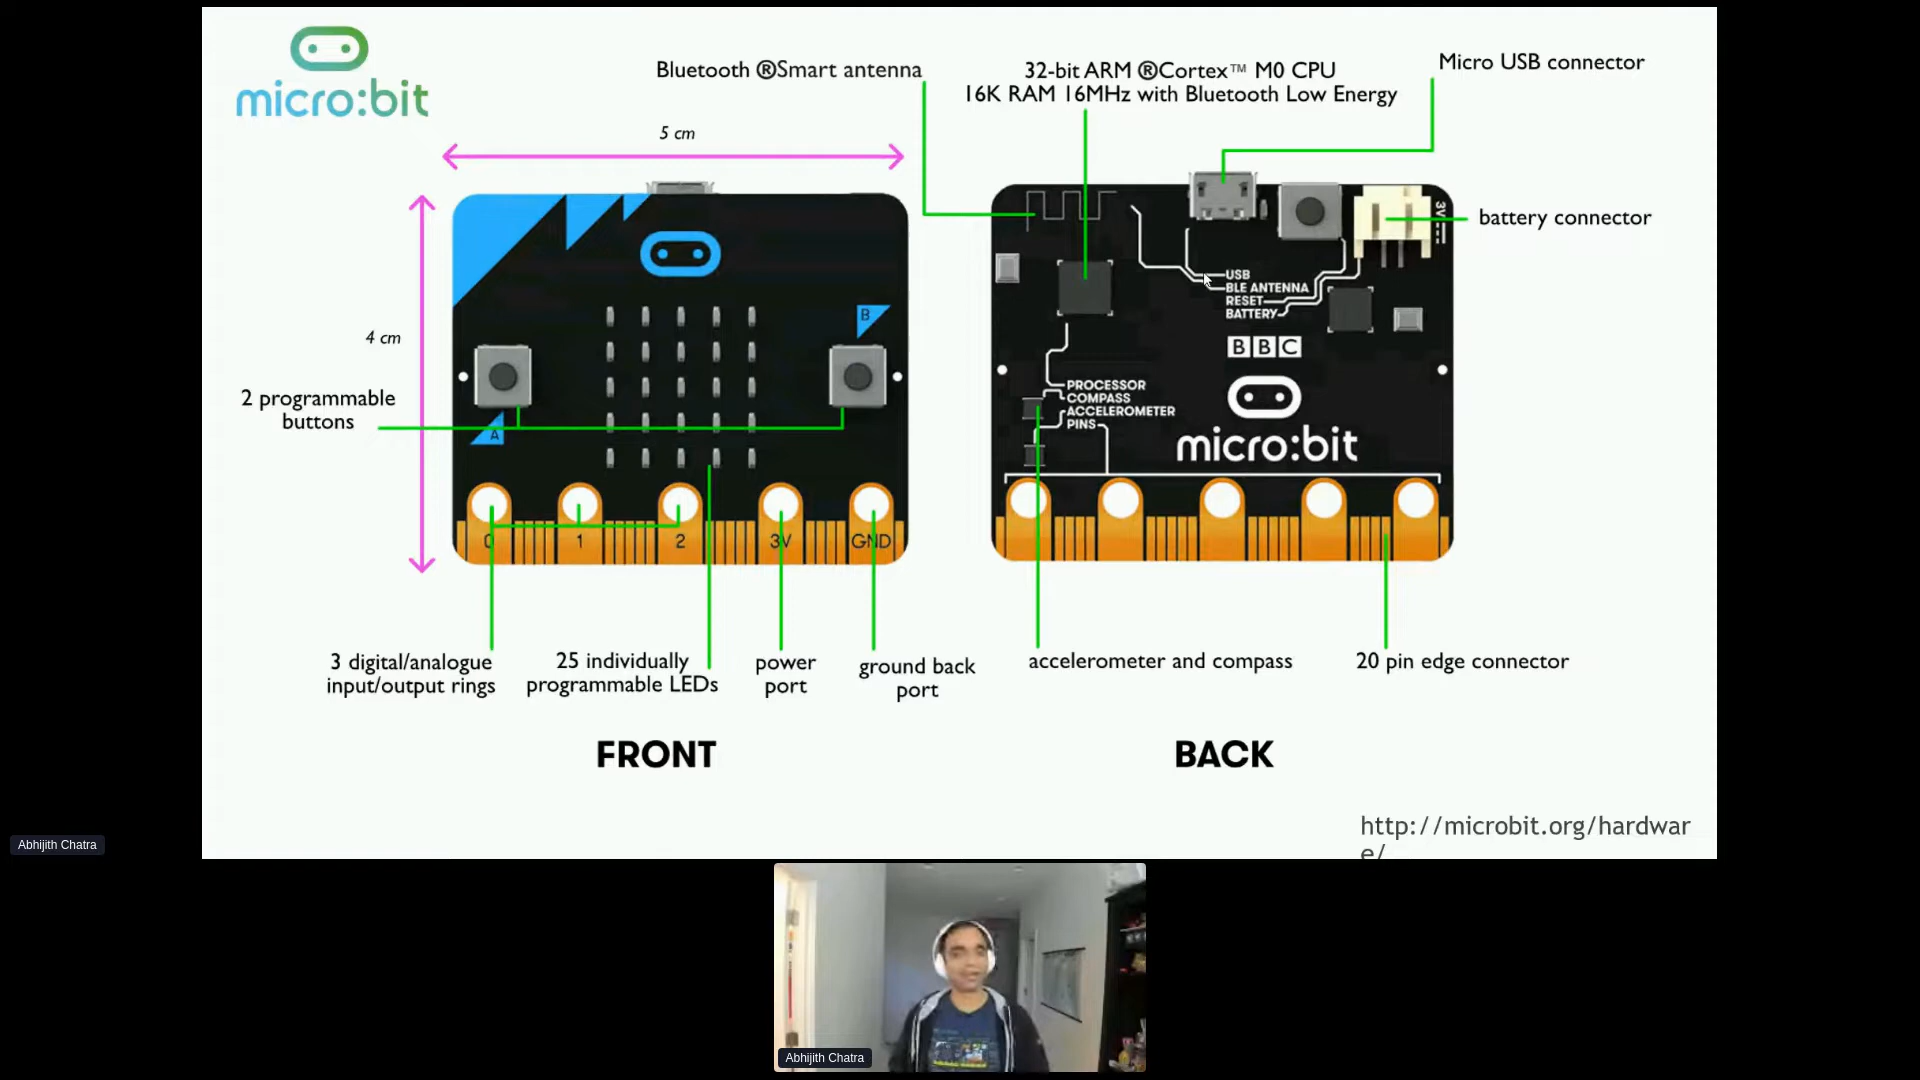 micro:bit
Bluetooth ®Smart antenna
32-bit ARM ®Cortex™ M0 CPU
16K RAM 16MHz with Bluetooth Low Energy
Micro USB connector
5 cm
battery connector
3V
4 cm
B
USB
BLE ANTENNA
RESET
BATTERY
BBC
2 programmable
buttons
A
PROCESSOR
COMPASS
ACCELEROMETER
PINS
micro:bit
0
1
2
3V
GND
3 digital/analogue
input/output rings
25 individually
programmable LEDs
power
port
ground back
port
accelerometer and compass
20 pin edge connector
FRONT
BACK
http://microbit.org/hardwar
e/
Abhijith Chatra
Abhijith Chatra